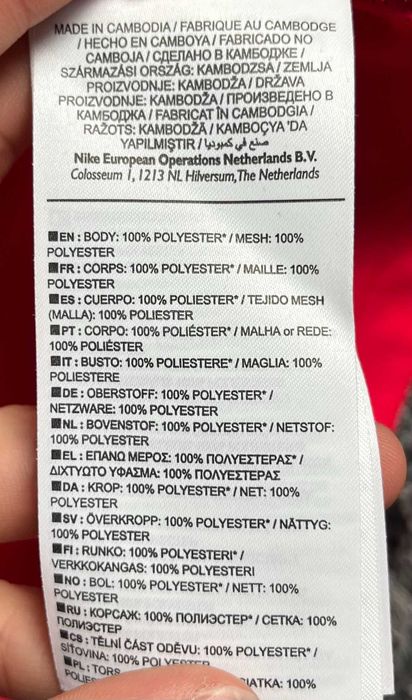 MADE IN CAMBODIA / FABRIQUE AU CAMBODGE
/ HECHO EN CAMBOYA / FABRICADO NO
CAMBOJA / СДЕЛАНО В КАМБОДЖЕ /
SZÁRMAZÁSI ORSZÁG: KAMBODZSA / ZEMLJA
PROIZVODNJE: KAMBODŽA / DRŽAVA
PROIZVODNJE: KAMBODŽA / ПРОИЗВЕДЕНО В
КАМБОДЖА / FABRICAT ÎN CAMBODGIA /
RAŽOTS: KAMBODŽĀ / KAMBOÇYA 'DA
YAPILMIŞTIR / صنع في كمبوديا
Nike European Operations Netherlands B.V.
Colosseum 1, 1213 NL Hilversum, The Netherlands
EN : BODY: 100% POLYESTER* / MESH: 100%
POLYESTER
FR : CORPS: 100% POLYESTER* / MAILLE: 100%
POLYESTER
ES : CUERPO: 100% POLIESTER* / TEJIDO MESH
(MALLA): 100% POLIESTER
PT : CORPO: 100% POLIÉSTER* / MALHA or REDE:
100% POLIÉSTER
IT : BUSTO: 100% POLIESTERE* / MAGLIA: 100%
POLIESTERE
DE : OBERSTOFF: 100% POLYESTER* /
NETZWARE: 100% POLYESTER
NL : BOVENSTOF: 100% POLYESTER* / NETSTOF:
100% POLYESTER
EL : ΕΠΑΝΩ ΜΕΡΟΣ: 100% ΠΟΛΥΕΣΤΕΡΑΣ* /
ΔΙΧΤΥΩΤΟ ΥΦΑΣΜΑ: 100% ΠΟΛΥΕΣΤΕΡΑΣ
DA : KROP: 100% POLYESTER* / NET: 100%
POLYESTER
SV : ÖVERKROPP: 100% POLYESTER* / NÄTTYG:
100% POLYESTER
FI : RUNKO: 100% POLYESTERI* /
VERKKOKANGAS: 100% POLYESTERI
NO : BOL: 100% POLYESTER* / NETT: 100%
POLYESTER
RU : КОРСАЖ: 100% ПОЛИЭСТЕР* / СЕТКА: 100%
ПОЛИЭСТЕР
CS : TĚLNÍ ČÁST ODĚVU: 100% POLYESTER* /
SÍŤOVINA: 100% POLYESTER
PL : TORS
SIATKA: 100%